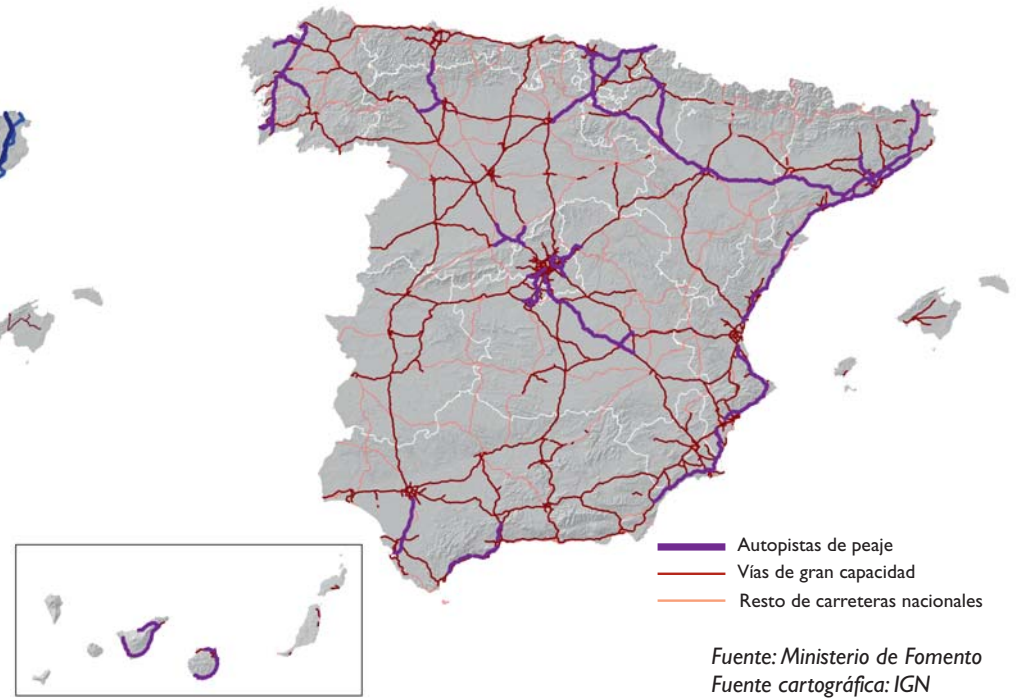 Autopistas de peaje
Vías de gran capacidad
Resto de carreteras nacionales
Fuente: Ministerio de Fomento
Fuente cartográfica: IGN